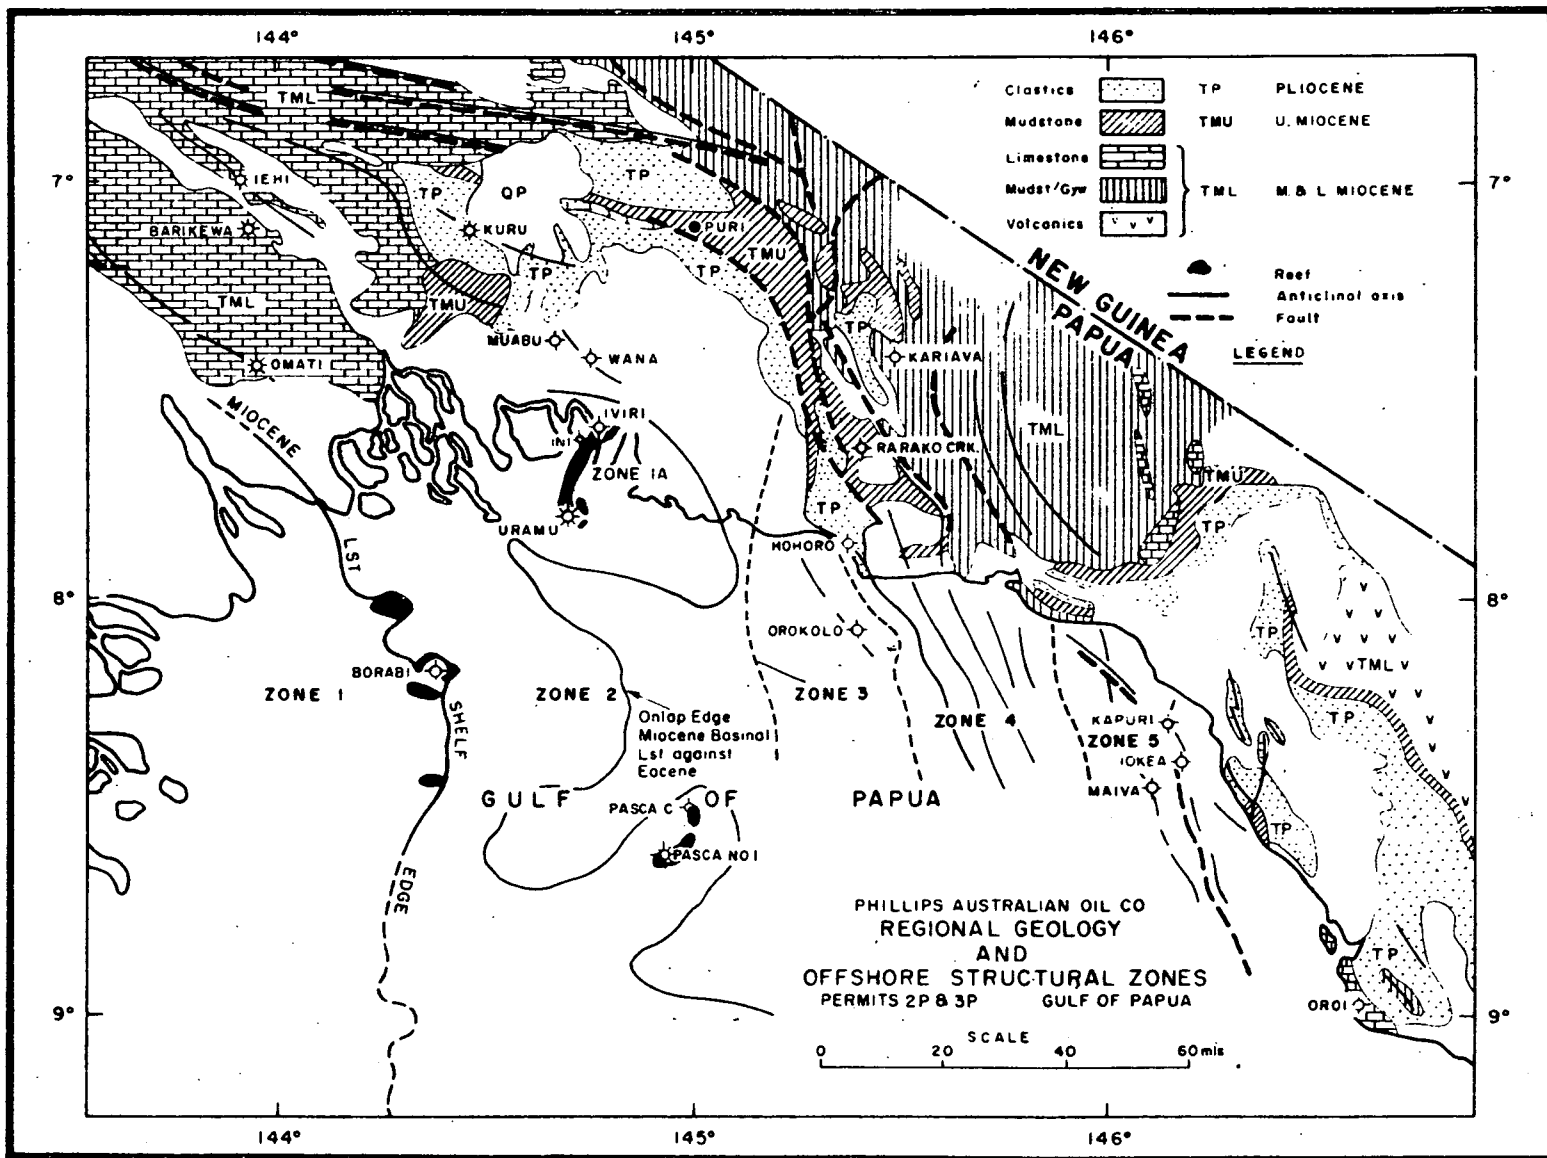 144°
145°
146°
Clastics
TP
PLIOCENE
Mudstone
TMU
U. MIOCENE
Limestone
Mudst/Gyw
TML
M. & L MIOCENE
Volcanics
v v
Reef
Anticlinal axis
Fault
LEGEND
NEW GUINEA
PAPUA
7°
7°
TML
IEHI
BARIKEWA
TP
QP
TP
KURU
PURI
TMU
TP
TP
TML
TMU
MUABU
WANA
OMATI
TP
KARIAVA
TML
MIOCENE
IVIRI
INI
ZONE 1A
RARAKO CRK.
TMU
URAMU
TP
TP
HOHORO
LST
8°
8°
OROKOLO
TP
TML
BORABI
ZONE 1
ZONE 2
ZONE 3
ZONE 4
TP
SHELF
Onlap Edge
Miocene Basinal
Lst against
Eocene
KAPURI
ZONE 5
IOKEA
MAIVA
GULF OF PAPUA
PASCA C
TP
PASCA NO I
EDGE
PHILLIPS AUSTRALIAN OIL CO
REGIONAL GEOLOGY
AND
OFFSHORE STRUCTURAL ZONES
PERMITS 2P & 3P GULF OF PAPUA
TP
OROI
9°
9°
SCALE
0 20 40 60 mls
144°
145°
146°